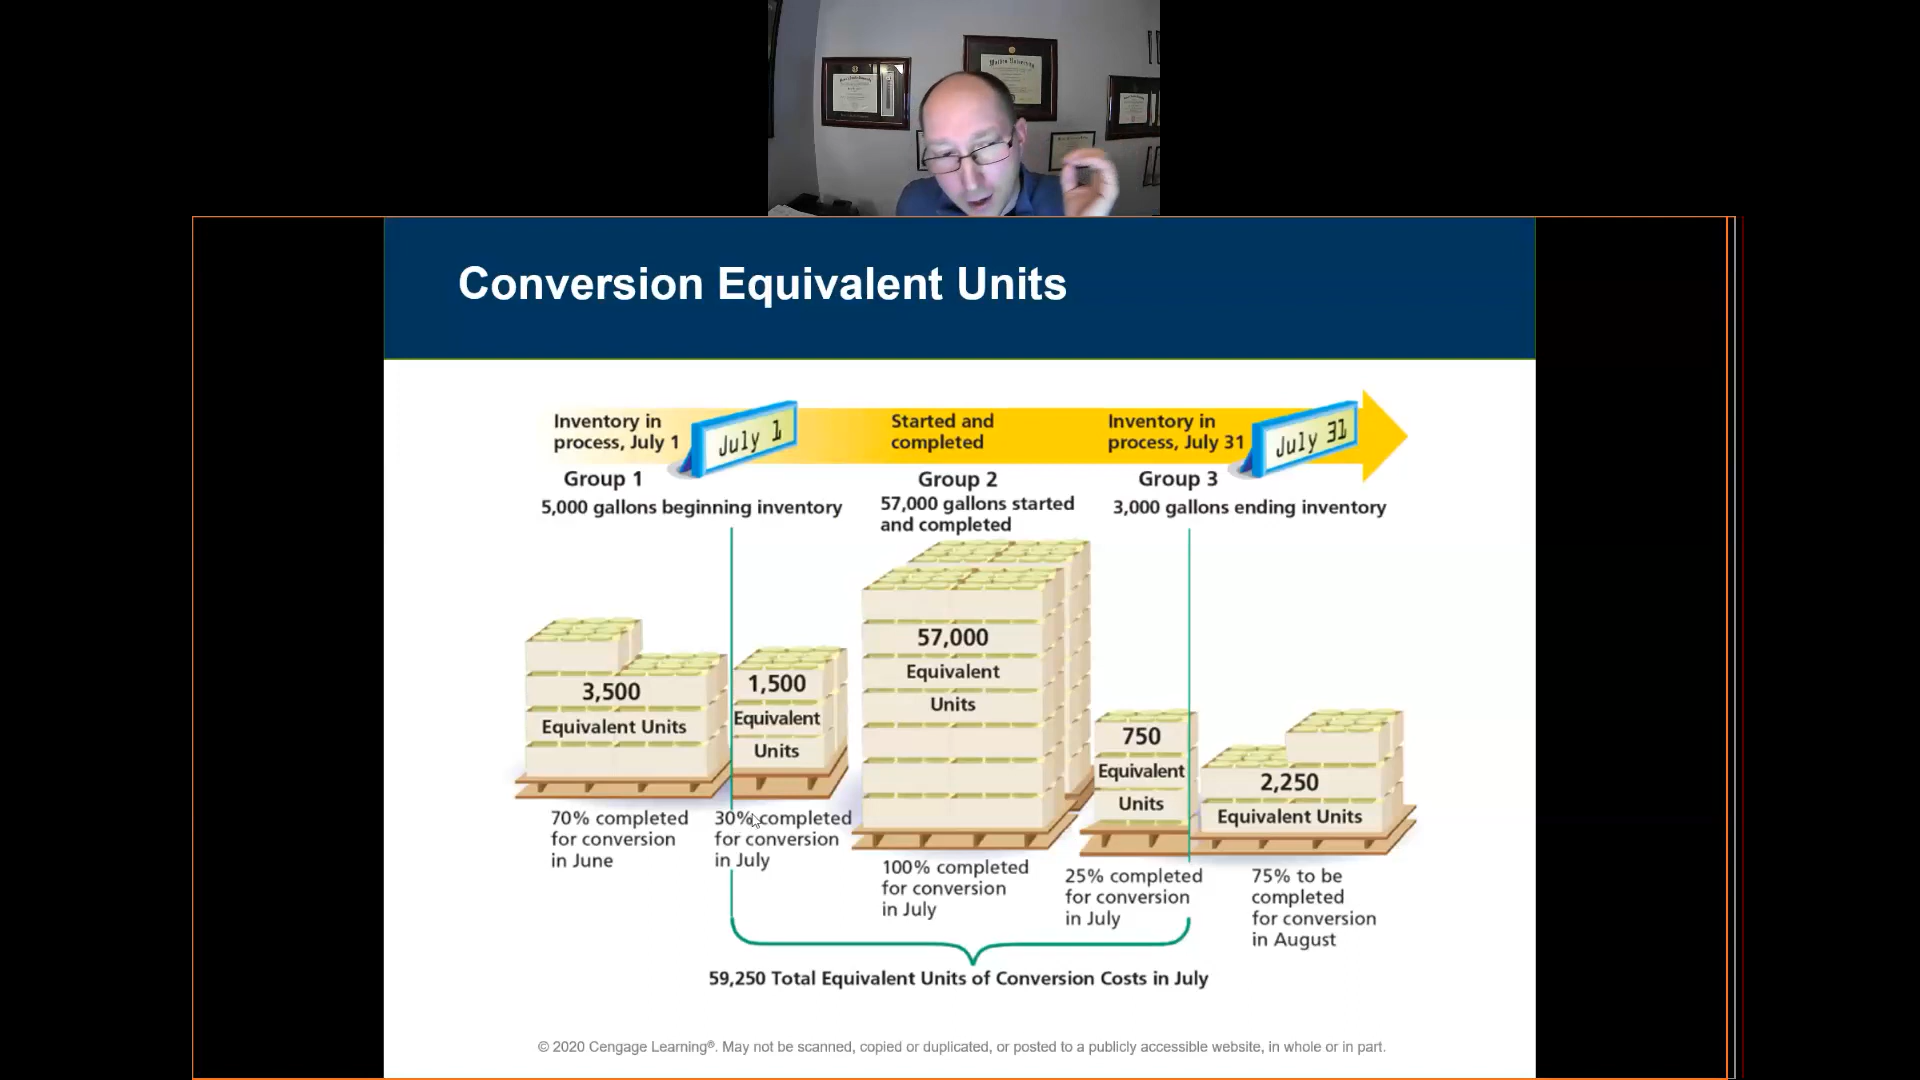 Walden University
Conversion Equivalent Units
Inventory in
process, July 1
July 1
Started and
completed
Inventory in
process, July 31
July 31
Group 1
5,000 gallons beginning inventory
Group 2
57,000 gallons started
and completed
Group 3
3,000 gallons ending inventory
3,500
Equivalent Units
1,500
Equivalent
Units
57,000
Equivalent
Units
750
Equivalent
Units
2,250
Equivalent Units
70% completed
for conversion
in June
30% completed
for conversion
in July
100% completed
for conversion
in July
25% completed
for conversion
in July
75% to be
completed
for conversion
in August
59,250 Total Equivalent Units of Conversion Costs in July
© 2020 Cengage Learning®. May not be scanned, copied or duplicated, or posted to a publicly accessible website, in whole or in part.